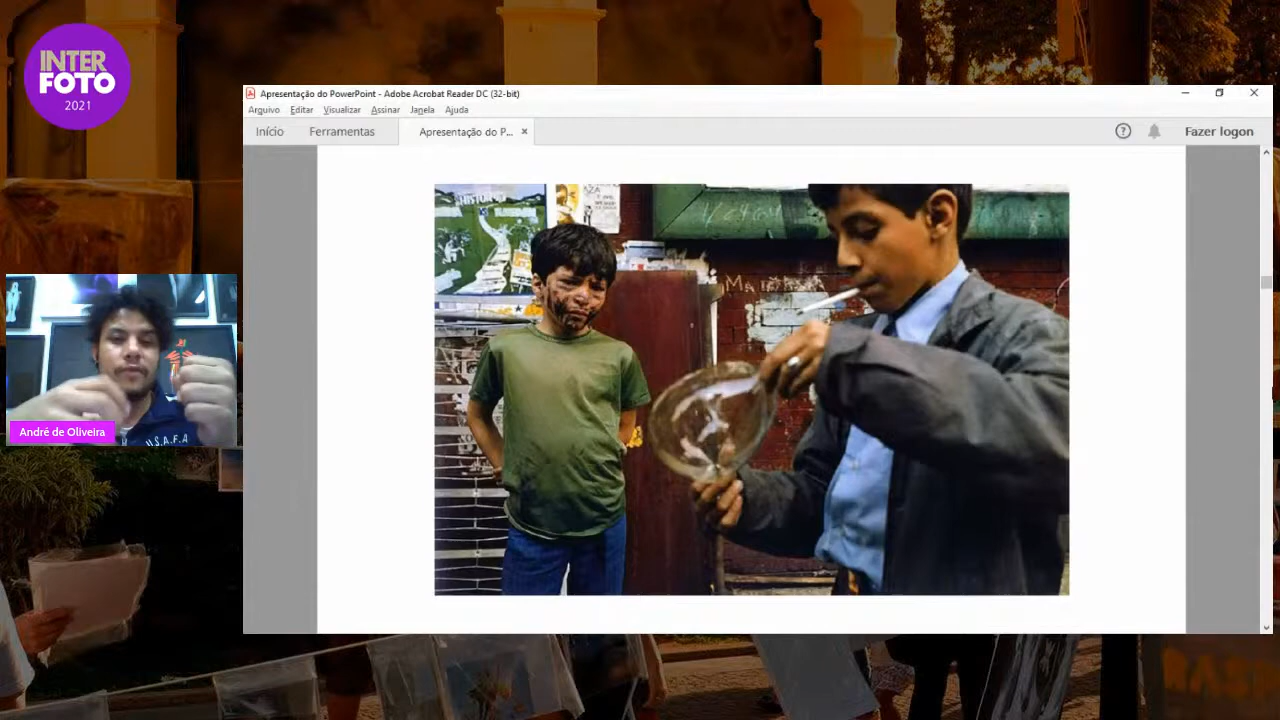 INTER
FOTO
2021
Apresentação do PowerPoint - Adobe Acrobat Reader DC (32-bit)
Arquivo Editar Visualizar Assinar Janela Ajuda
Início Ferramentas Apresentação do P... Fazer logon
André de Oliveira
U.S.A.F.A